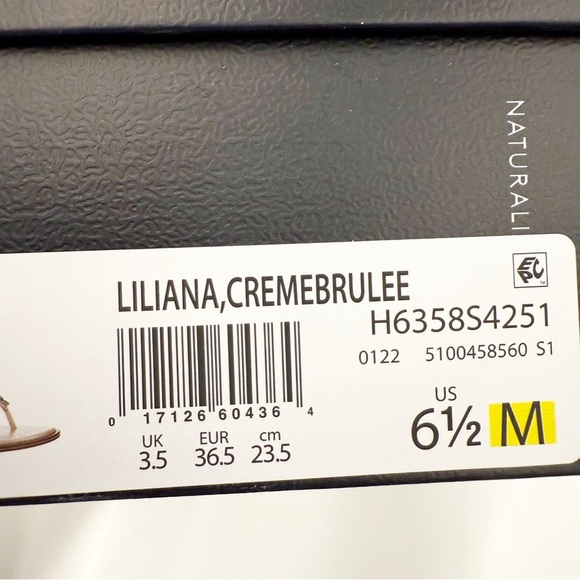 NATURALI
LILIANA,CREMEBRULEE
H6358S4251
0122 5100458560 S1
0 17126 60436 4
UK EUR cm
3.5 36.5 23.5
US
6½ M